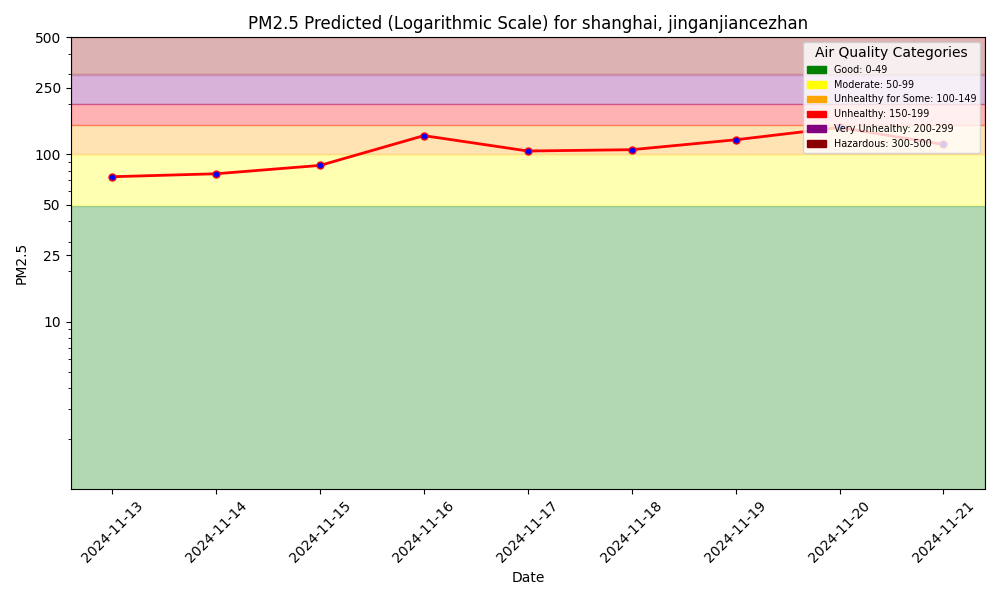 PM2.5 Predicted (Logarithmic Scale) for shanghai, jinganjiancezhan
Air Quality Categories
Good: 0-49
Moderate: 50-99
Unhealthy for Some: 100-149
Unhealthy: 150-199
Very Unhealthy: 200-299
Hazardous: 300-500
500
250
100
50
25
10
PM2.5
2024-11-13
2024-11-14
2024-11-15
2024-11-16
2024-11-17
2024-11-18
2024-11-19
2024-11-20
2024-11-21
Date